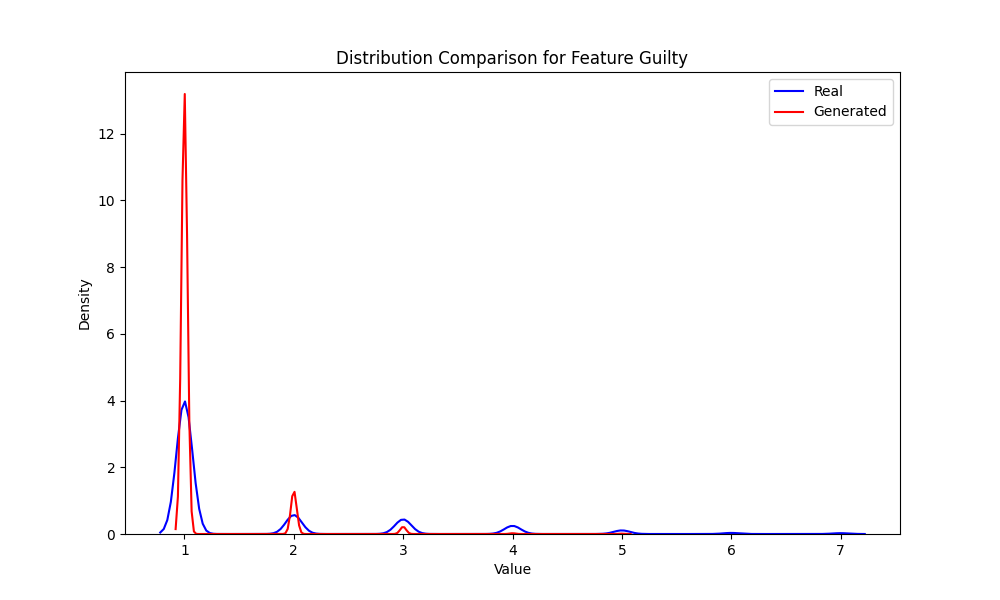 Distribution Comparison for Feature Guilty
Real
Generated
Density
12
10
8
6
4
2
0
1 2 3 4 5 6 7
Value